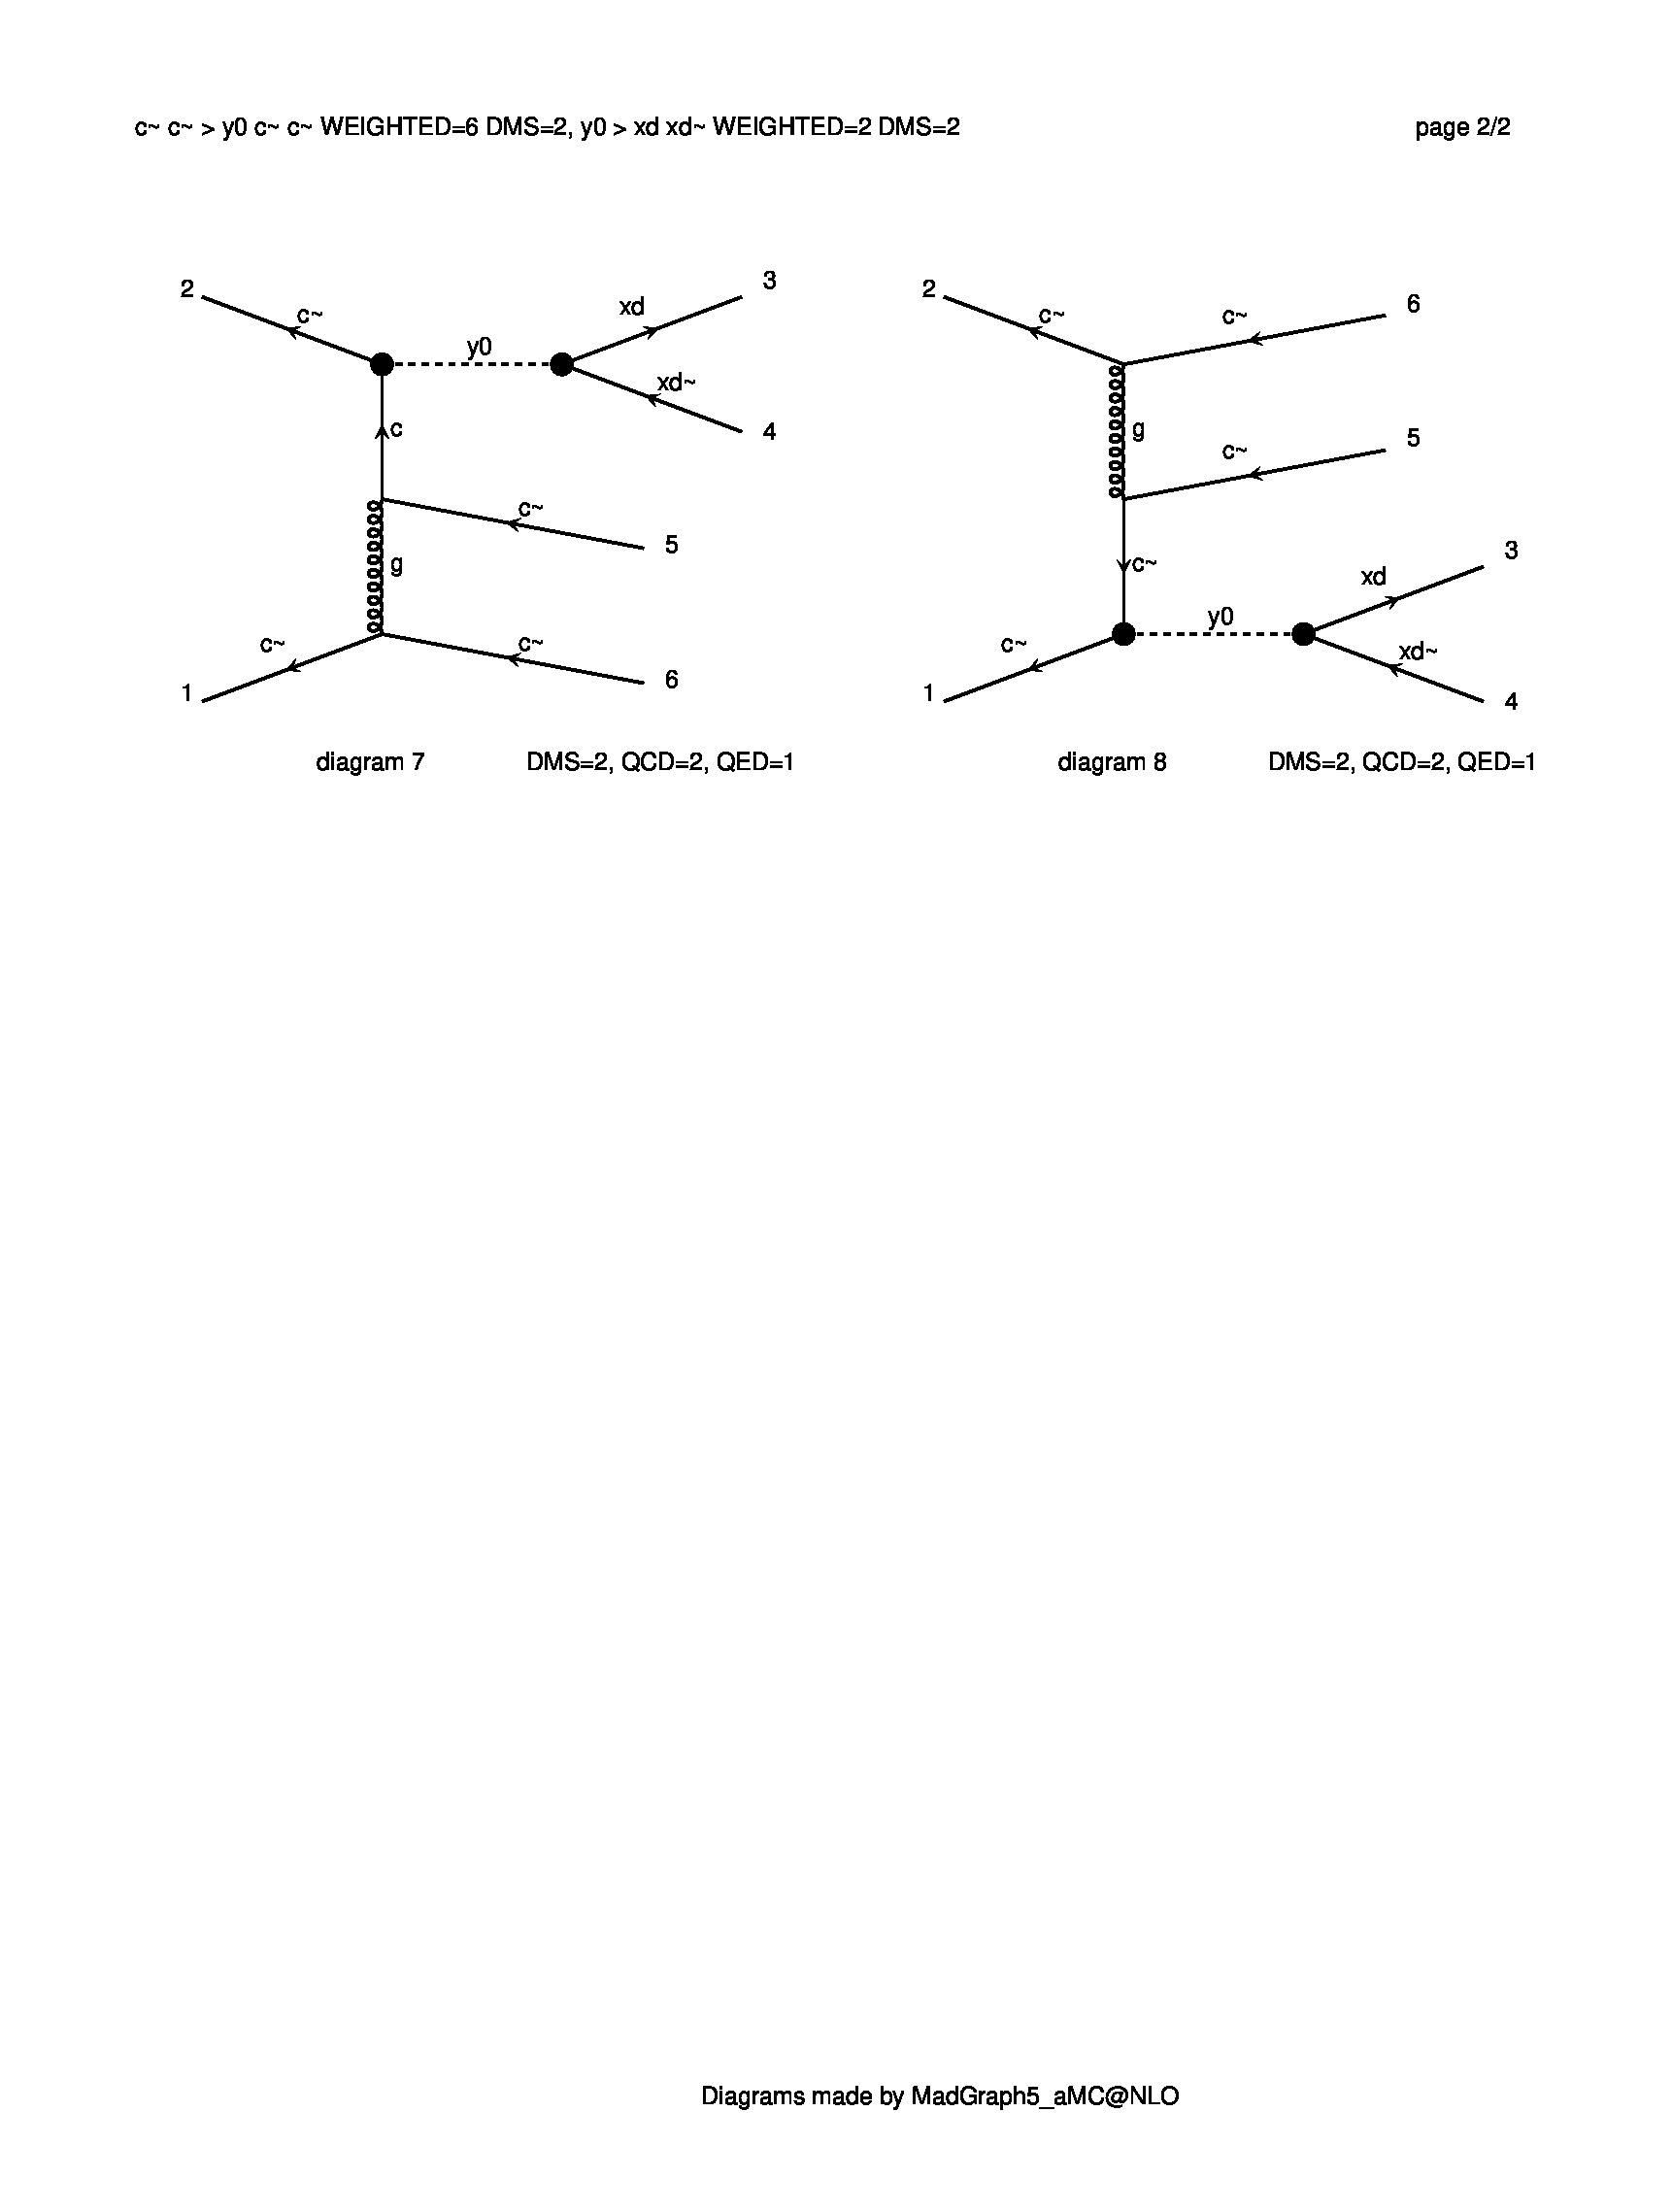 c~ c~ > y0 c~ c~ WEIGHTED=6 DMS=2, y0 > xd xd~ WEIGHTED=2 DMS=2 page 2/2
2
c~
y0
xd
3
xd~
4
c
c~
5
g
c~
6
c~
1
diagram 7 DMS=2, QCD=2, QED=1
2
c~
c~
6
g
c~
5
c~
xd
3
y0
xd~
4
c~
1
diagram 8 DMS=2, QCD=2, QED=1
Diagrams made by MadGraph5_aMC@NLO